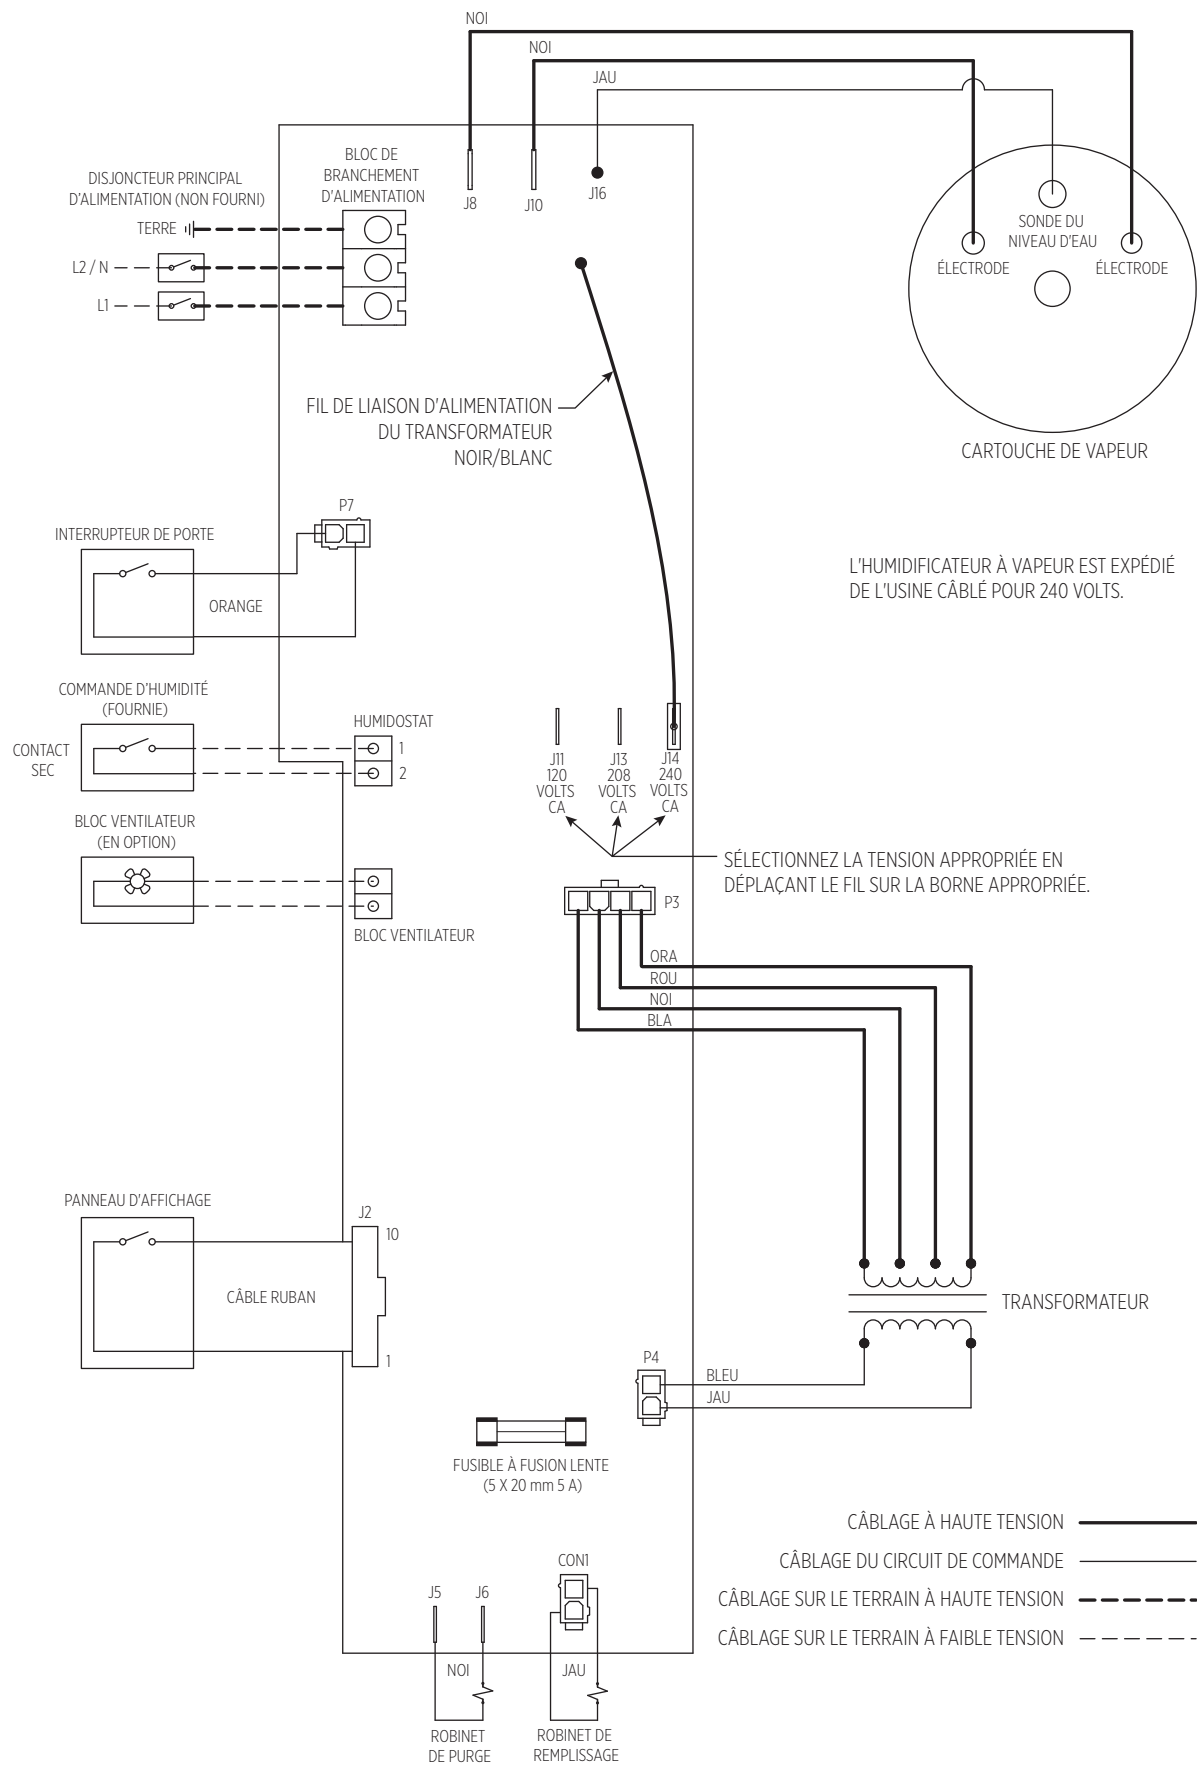 NOI
NOI
JAU
BLOC DE
BRANCHEMENT
D'ALIMENTATION
J8
J10
J16
DISJONCTEUR PRINCIPAL
D'ALIMENTATION (NON FOURNI)
TERRE
L2 / N
L1
SONDE DU
NIVEAU D'EAU
ÉLECTRODE
ÉLECTRODE
CARTOUCHE DE VAPEUR
FIL DE LIAISON D'ALIMENTATION
DU TRANSFORMATEUR
NOIR/BLANC
P7
INTERRUPTEUR DE PORTE
ORANGE
L'HUMIDIFICATEUR À VAPEUR EST EXPÉDIÉ
DE L'USINE CÂBLÉ POUR 240 VOLTS.
COMMANDE D'HUMIDITÉ
(FOURNIE)
CONTACT
SEC
HUMIDOSTAT
1
2
J11
120
VOLTS
CA
J13
208
VOLTS
CA
J14
240
VOLTS
CA
SÉLECTIONNEZ LA TENSION APPROPRIÉE EN
DÉPLAÇANT LE FIL SUR LA BORNE APPROPRIÉE.
BLOC VENTILATEUR
(EN OPTION)
BLOC VENTILATEUR
P3
ORA
ROU
NOI
BLA
PANNEAU D'AFFICHAGE
J2
10
CÂBLE RUBAN
1
TRANSFORMATEUR
P4
BLEU
JAU
FUSIBLE À FUSION LENTE
(5 X 20 mm 5 A)
CÂBLAGE À HAUTE TENSION
CÂBLAGE DU CIRCUIT DE COMMANDE
CÂBLAGE SUR LE TERRAIN À HAUTE TENSION
CÂBLAGE SUR LE TERRAIN À FAIBLE TENSION
J5
J6
CON1
NOI
JAU
ROBINET
DE PURGE
ROBINET DE
REMPLISSAGE